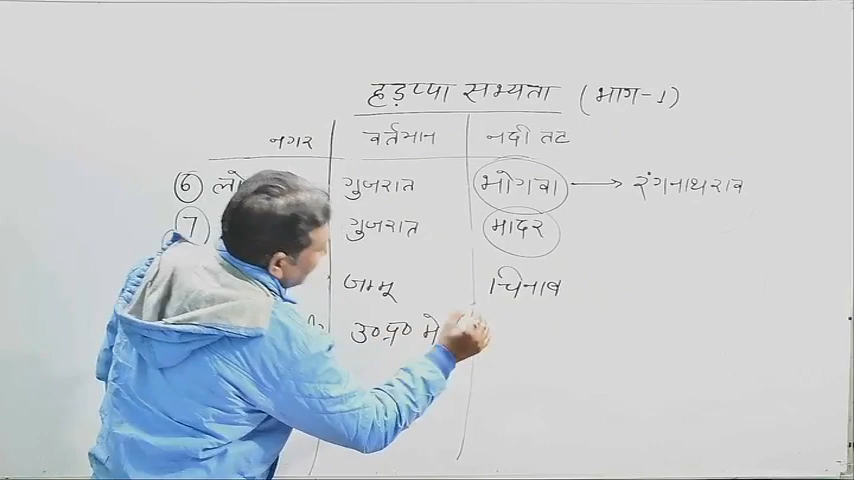 हड़प्पा सभ्यता (भाग-1)
नगर वर्तमान नदी तट
6 लो गुजरात भोगवा → रंगनाथ राव
7 गुजरात मादर
जम्मू चिनाब
उ०प्र० मे